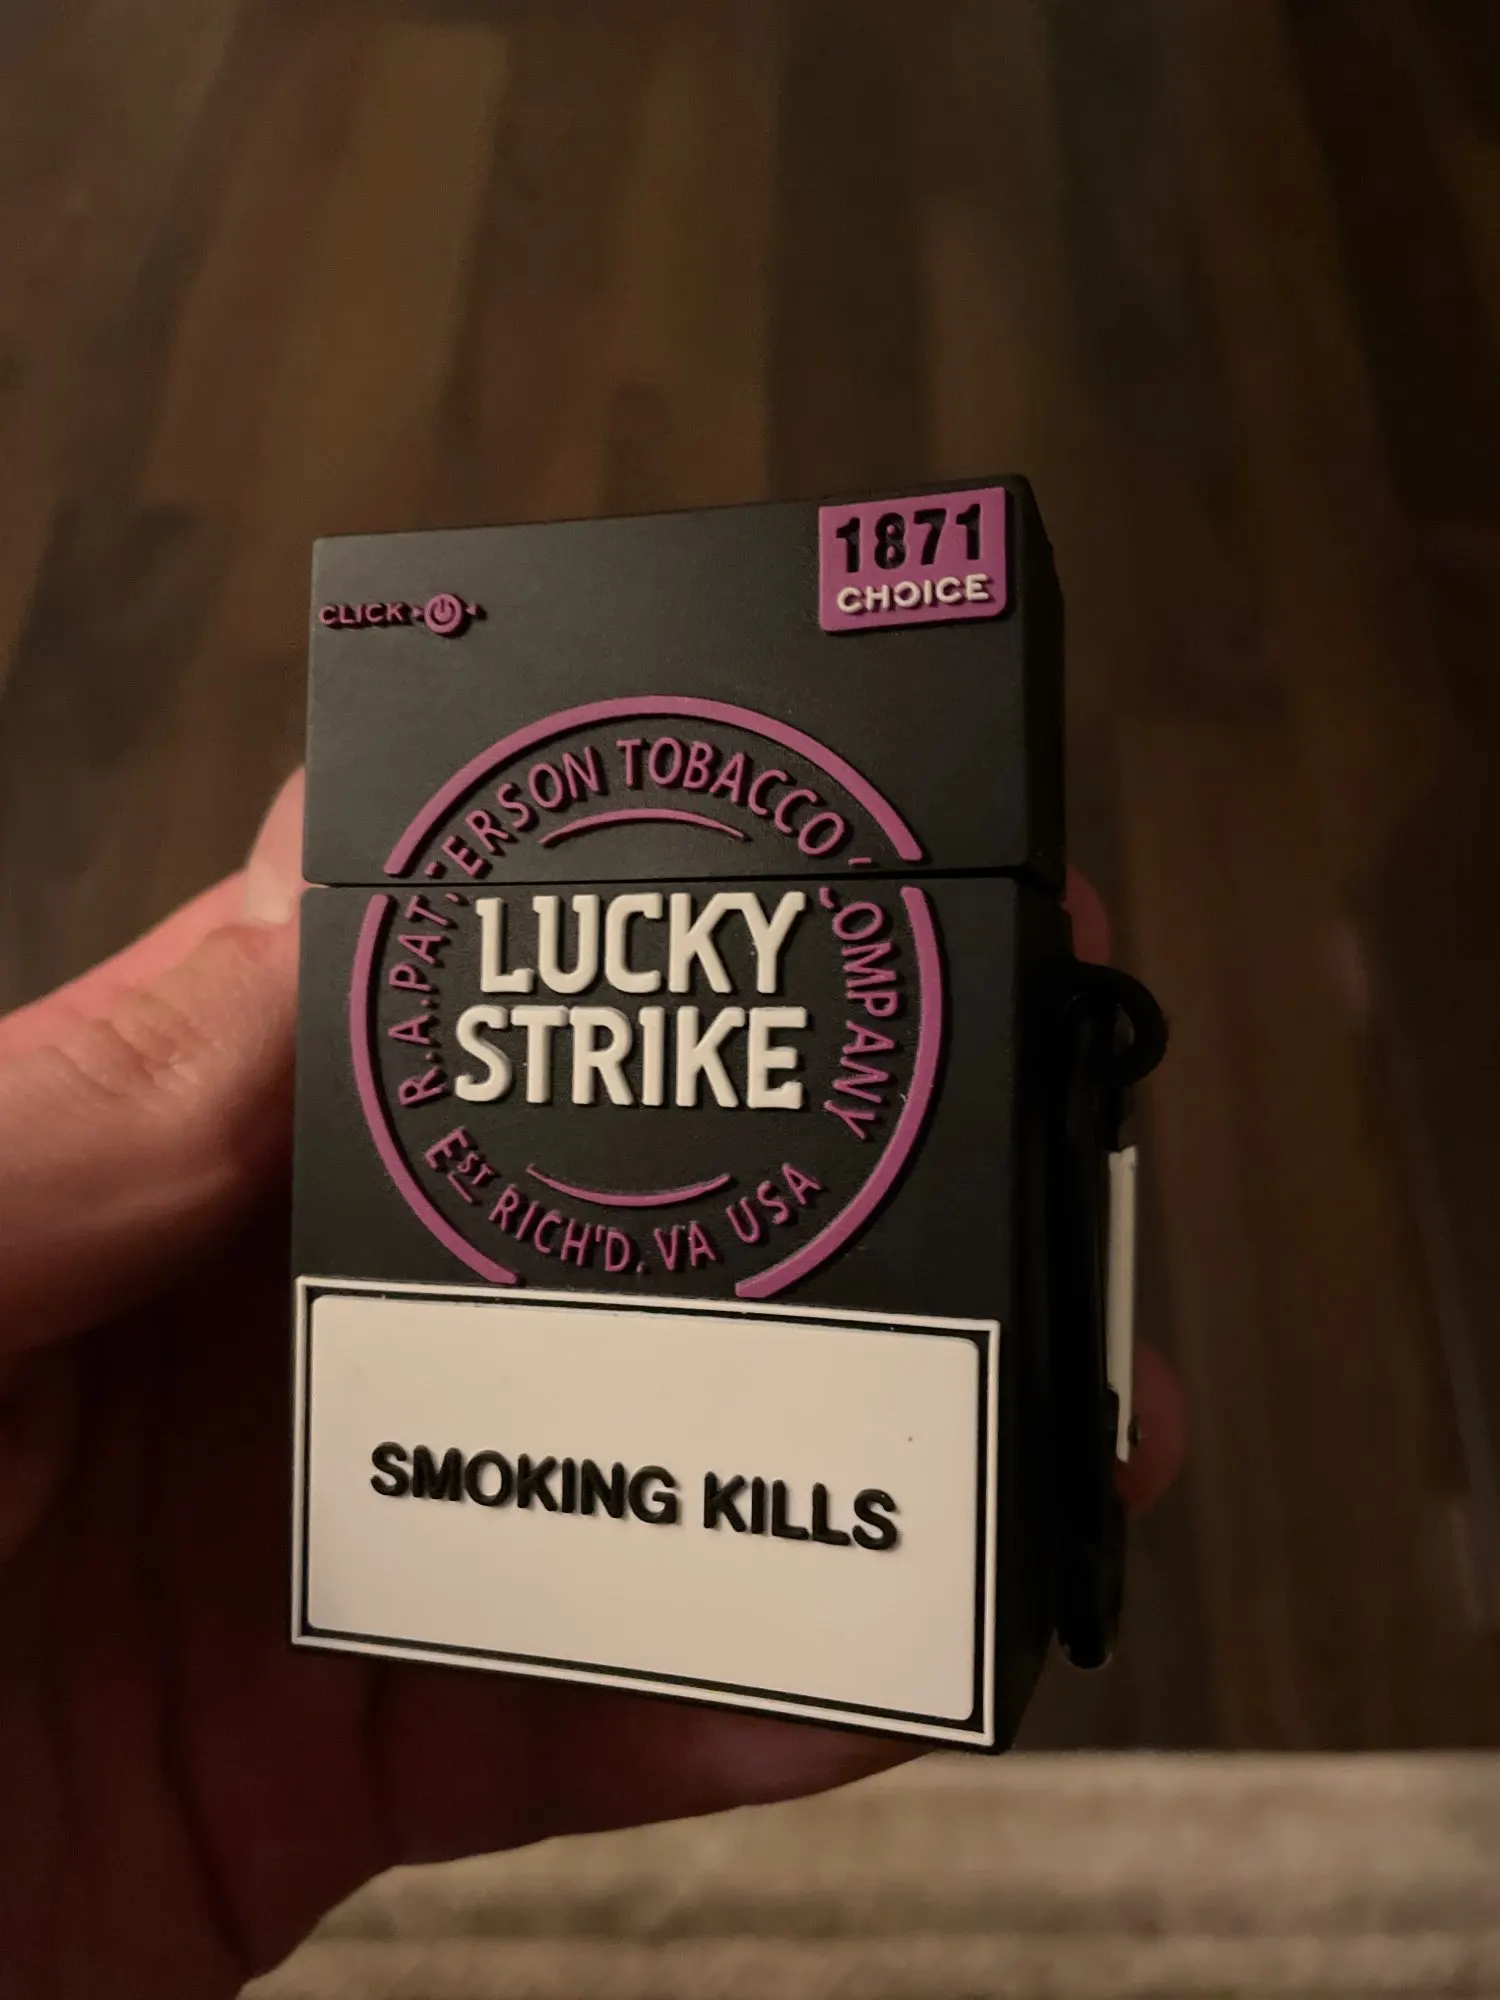 1871
CHOICE
CLICK
R.A. PATTERSON TOBACCO COMPANY
LUCKY
STRIKE
EST RICH'D. VA USA
SMOKING KILLS